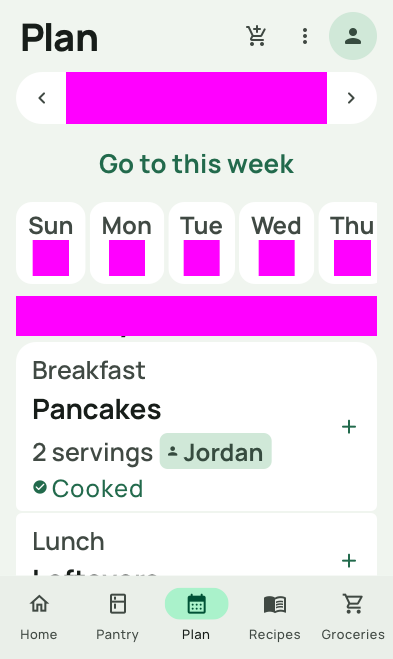 Plan
Go to this week
Sun Mon Tue Wed Thu
Breakfast
Pancakes
2 servings Jordan
Cooked
Lunch
Leftovers
Home Pantry Plan Recipes Groceries